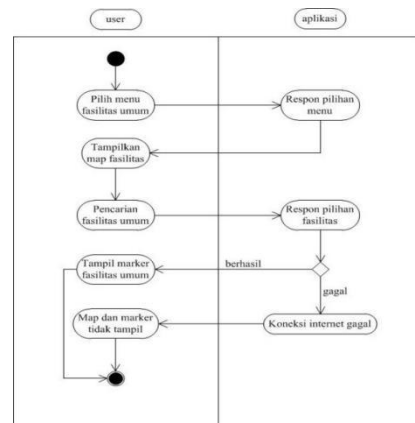 user
aplikasi
Pilih menu
fasilitas umum
Respon pilihan
menu
Tampilkan
map fasilitas
Pencarian
fasilitas umum
Respon pilihan
fasilitas
Tampil marker
fasilitas umum
berhasil
gagal
Map dan marker
tidak tampil
Koneksi internet gagal